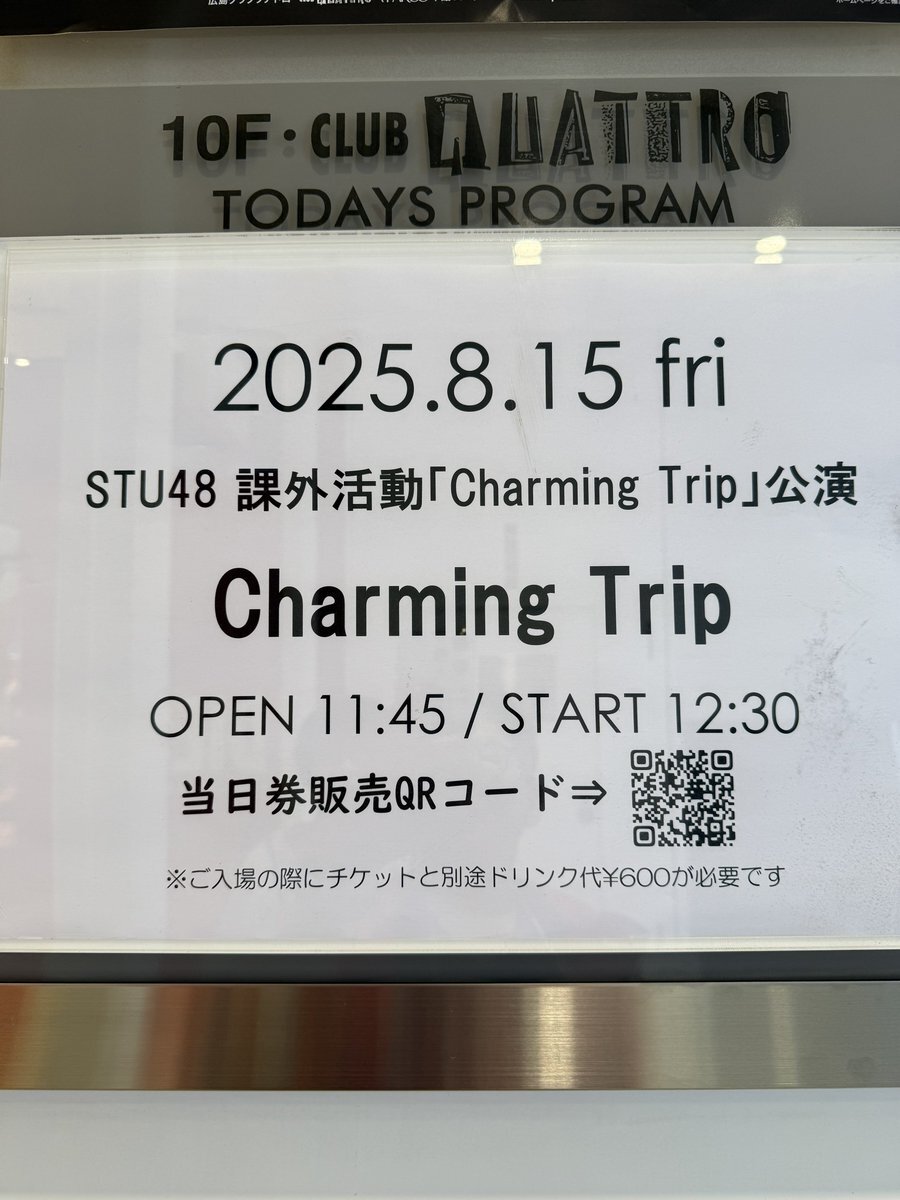 10F・CLUB QUATTRO
TODAYS PROGRAM
2025.8.15 fri
STU48 課外活動「Charming Trip」公演
Charming Trip
OPEN 11:45 / START 12:30
当日券販売QRコード⇒
※ご入場の際にチケットと別途ドリンク代¥600が必要です